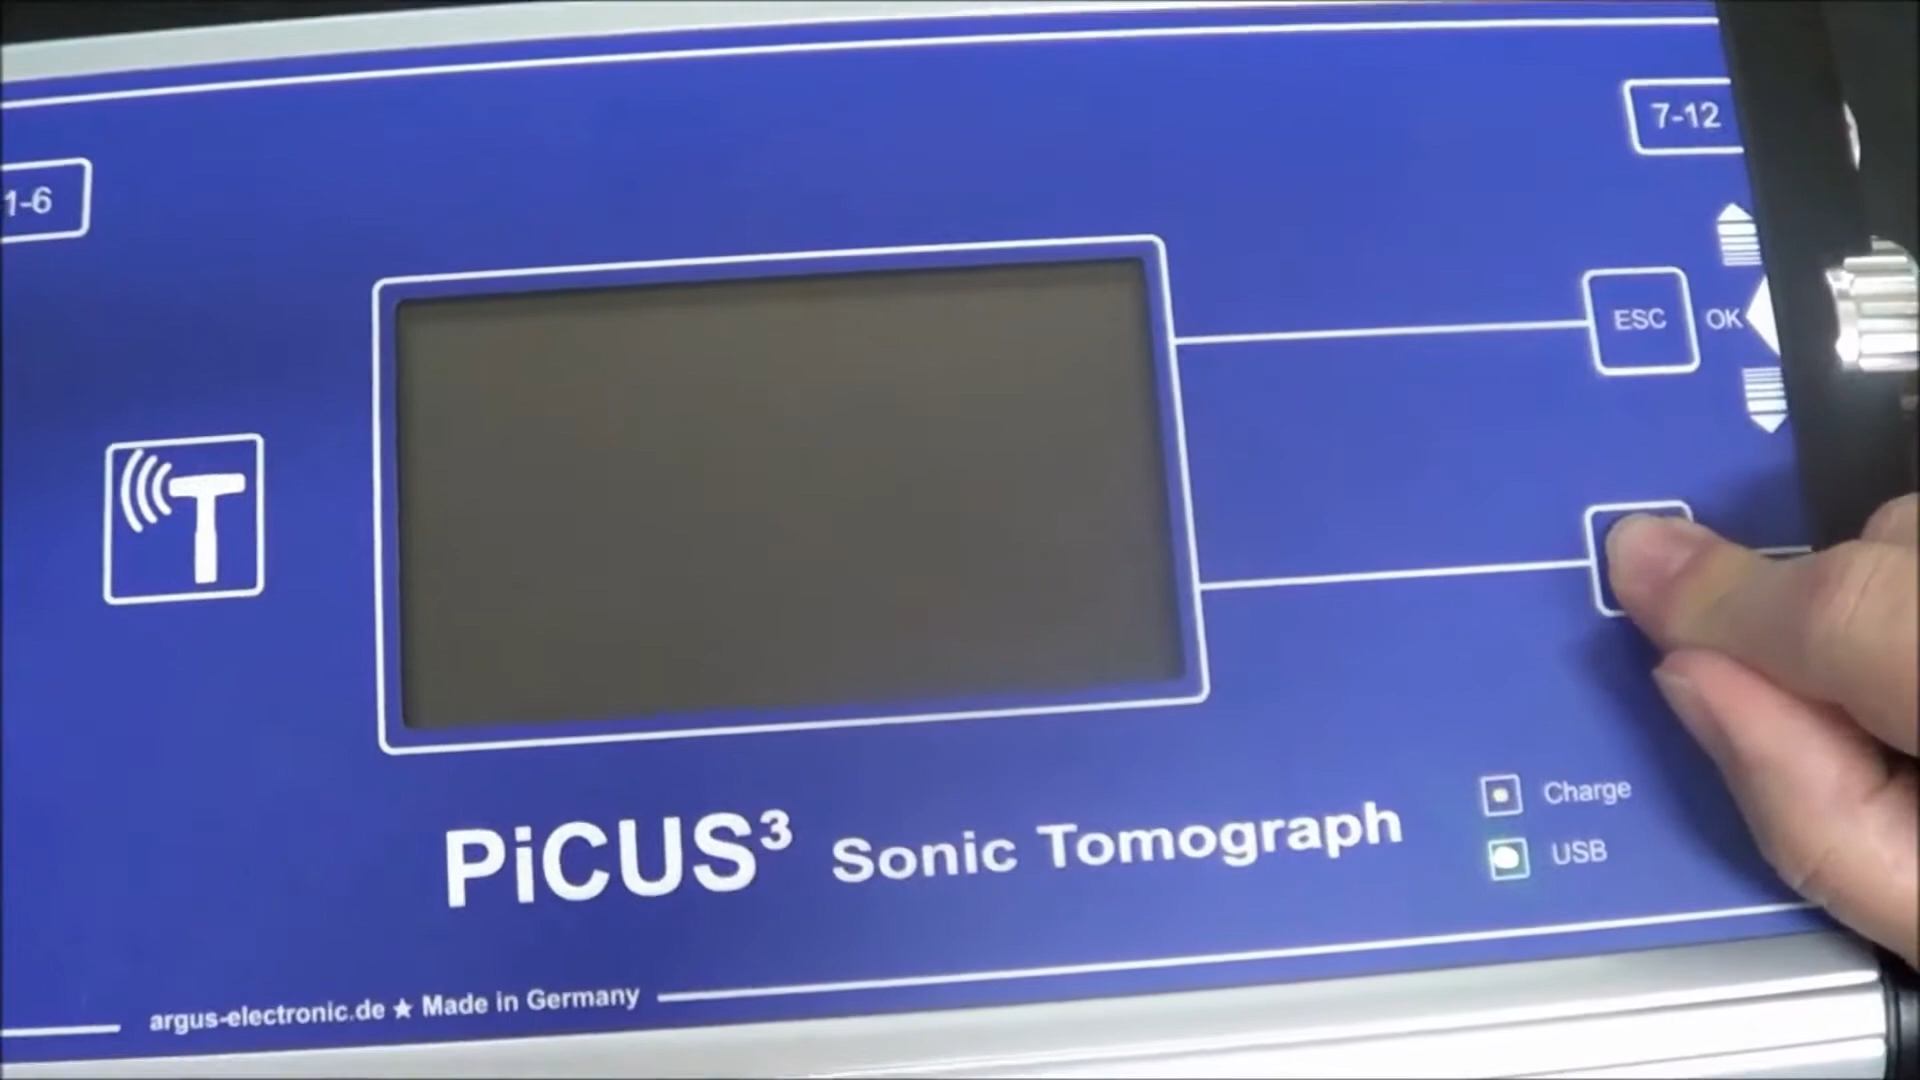 7-12
1-6
ESC OK
PiCUS³ Sonic Tomograph
Charge
USB
argus-electronic.de ★ Made in Germany